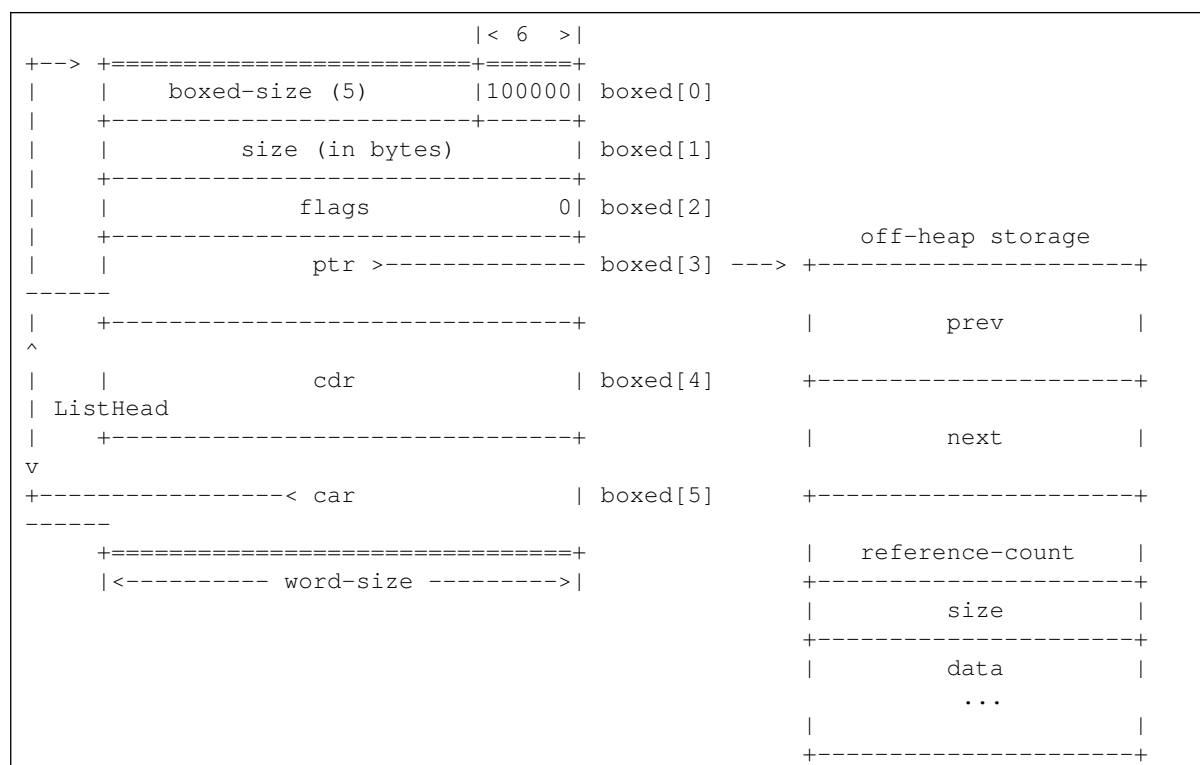 |< 6  >|
+--> +=========================+======+
|    |    boxed-size (5)       |100000| boxed[0]
|    +-------------------------+------+
|    |         size (in bytes)        | boxed[1]
|    +--------------------------------+
|    |             flags             0| boxed[2]
|    +--------------------------------+                   off-heap storage
|    |              ptr >-------------- boxed[3] ---> +----------------------+
------
|    +--------------------------------+               |         prev         |
^
|    |              cdr               | boxed[4]      +----------------------+
| ListHead
|    +--------------------------------+               |         next         |
v
+-----------------< car               | boxed[5]      +----------------------+
------
     +================================+               |   reference-count    |
     |<---------- word-size --------->|               +----------------------+
                                                      |         size         |
                                                      +----------------------+
                                                      |         data         |
                                                                ...
                                                      |                      |
                                                      +----------------------+